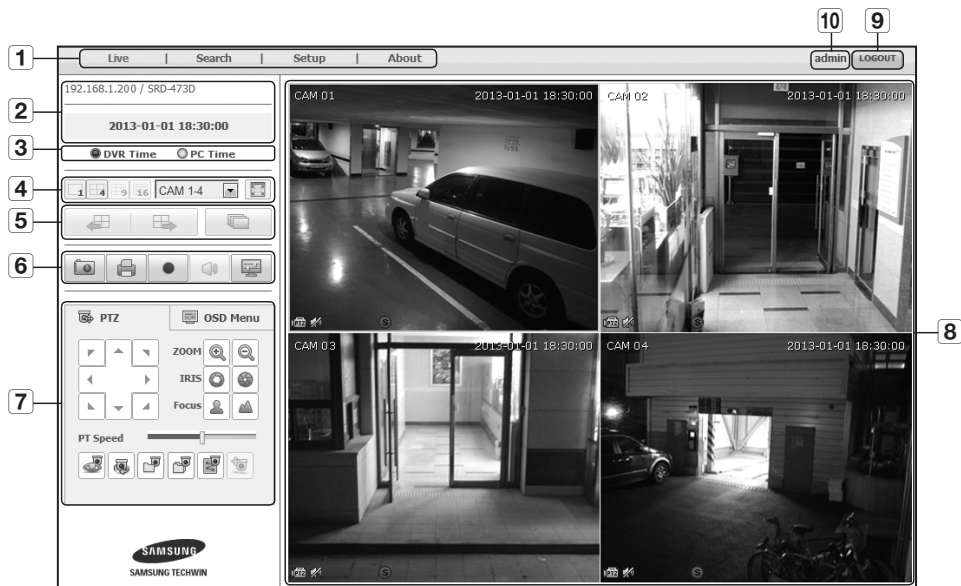 10
9
1
Live | Search | Setup | About
admin
LOGOUT
2
192.168.1.200 / SRD-473D
2013-01-01 18:30:00
3
DVR Time PC Time
4
1 4 9 16 CAM 1-4
5
6
7
PTZ
OSD Menu
ZOOM
IRIS
Focus
PT Speed
SAMSUNG
SAMSUNG TECHWIN
CAM 01 2013-01-01 18:30:00
S
CAM 02 2013-01-01 18:30:00
S
8
CAM 03 2013-01-01 18:30:00
S
CAM 04 2013-01-01 18:30:00
S